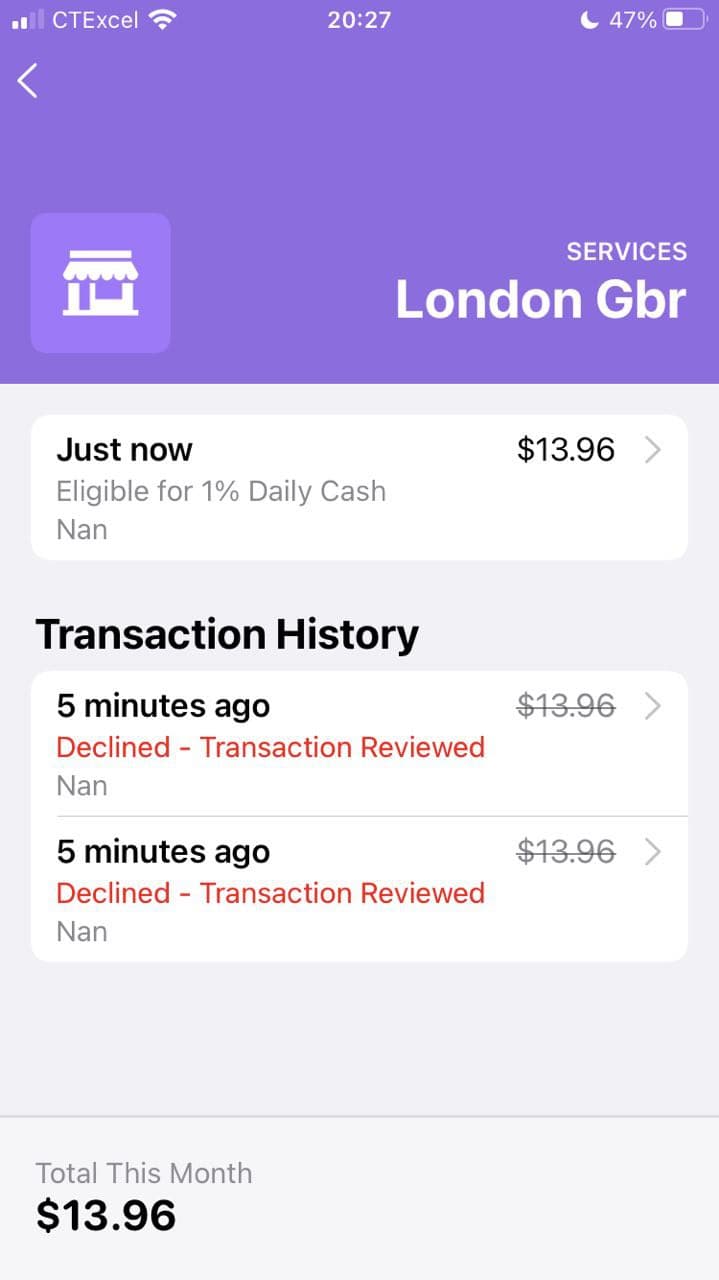 CTExcel 20:27 47%
SERVICES
London Gbr
Just now $13.96
Eligible for 1% Daily Cash
Nan
Transaction History
5 minutes ago $13.96
Declined - Transaction Reviewed
Nan
5 minutes ago $13.96
Declined - Transaction Reviewed
Nan
Total This Month
$13.96